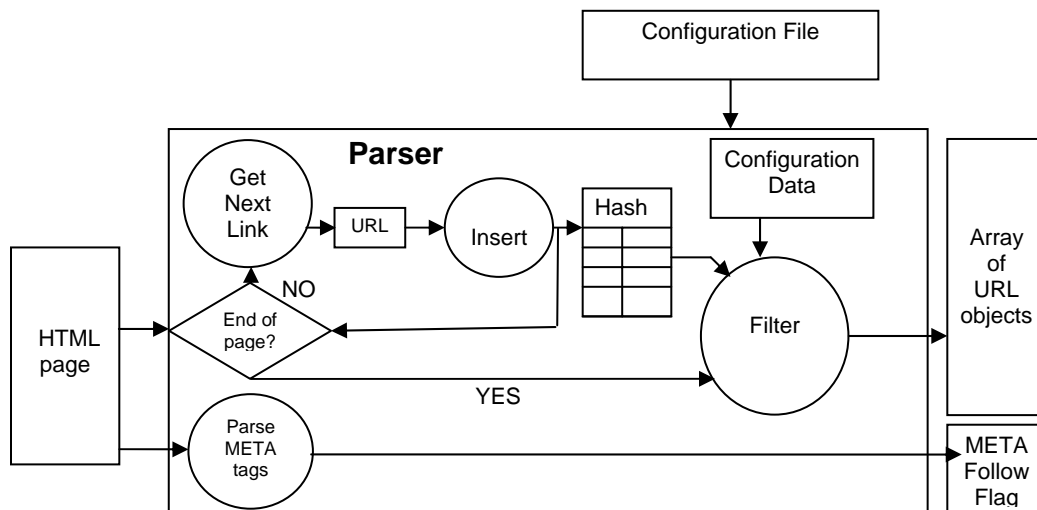 Configuration File
Parser
Configuration
Data
Get
Next
Link
URL
Insert
Hash
NO
End of
page?
HTML
page
Filter
Array
of
URL
objects
YES
Parse
META
tags
META
Follow
Flag